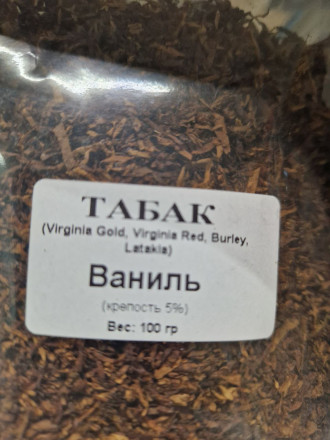 ТАБАК
(Virginia Gold, Virginia Red, Burley,
Latakia)
Ваниль
(крепость 5%)
Вес: 100 гр